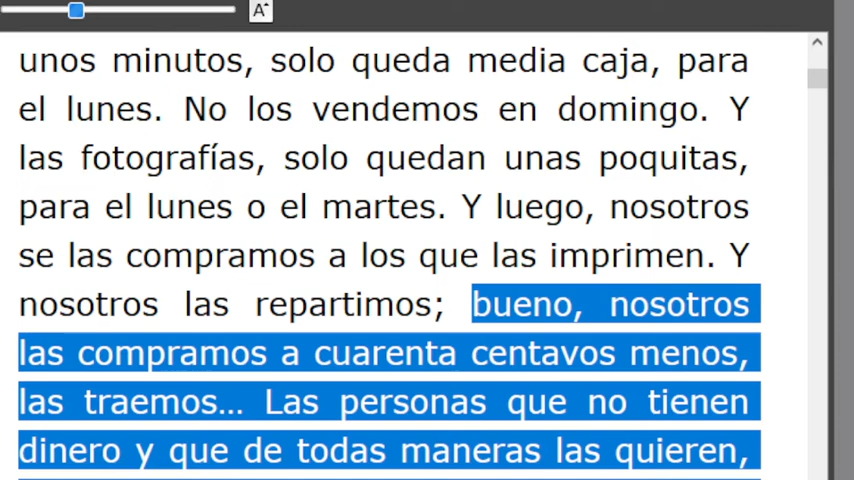 A
unos minutos, solo queda media caja, para
el lunes. No los vendemos en domingo. Y
las fotografías, solo quedan unas poquitas,
para el lunes o el martes. Y luego, nosotros
se las compramos a los que las imprimen. Y
nosotros las repartimos; bueno, nosotros
las compramos a cuarenta centavos menos,
las traemos... Las personas que no tienen
dinero y que de todas maneras las quieren,